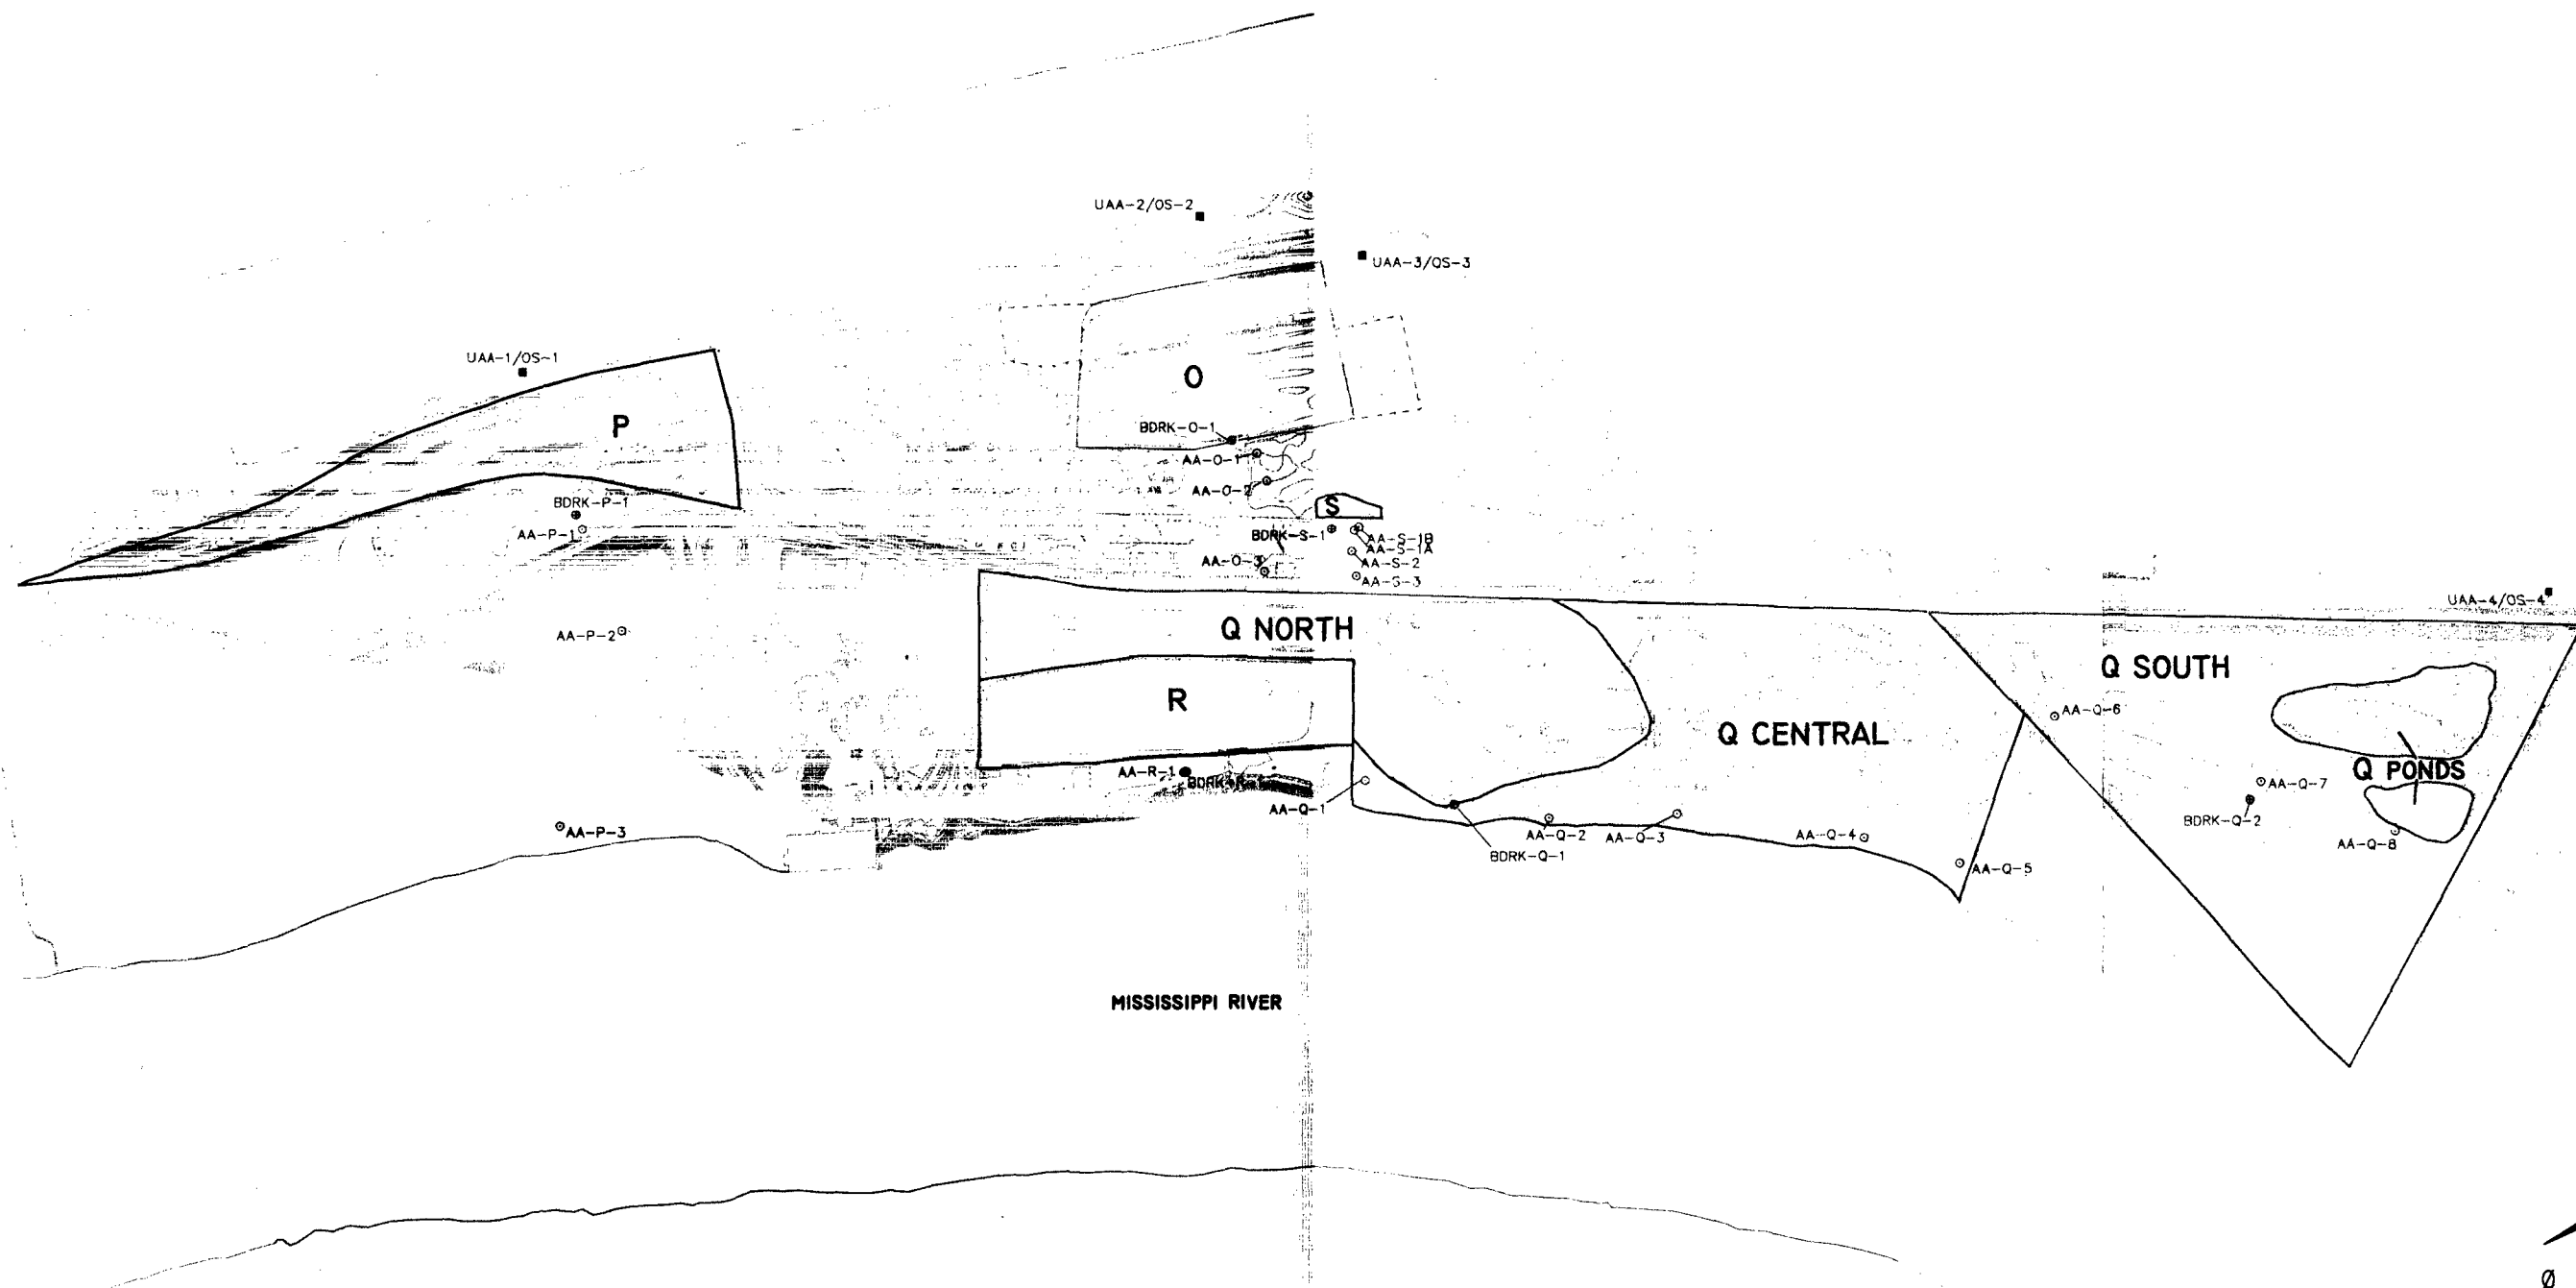 UAA-2/OS-2
UAA-3/OS-3
UAA-1/OS-1
O
P
BDRK-O-1
AA-O-1
AA-O-2
S
BDRK-P-1
AA-P-1
BDRK-S-1
AA-S-1B
AA-S-1A
AA-S-2
AA-S-3
AA-O-3
UAA-4/OS-4
AA-P-2
Q NORTH
Q SOUTH
R
AA-Q-6
Q CENTRAL
AA-R-1
BDRK-R-1
Q PONDS
AA-Q-7
AA-Q-1
BDRK-Q-2
AA-P-3
AA-Q-2
AA-Q-3
AA-Q-4
AA-Q-8
BDRK-Q-1
AA-Q-5
MISSISSIPPI RIVER
Ø